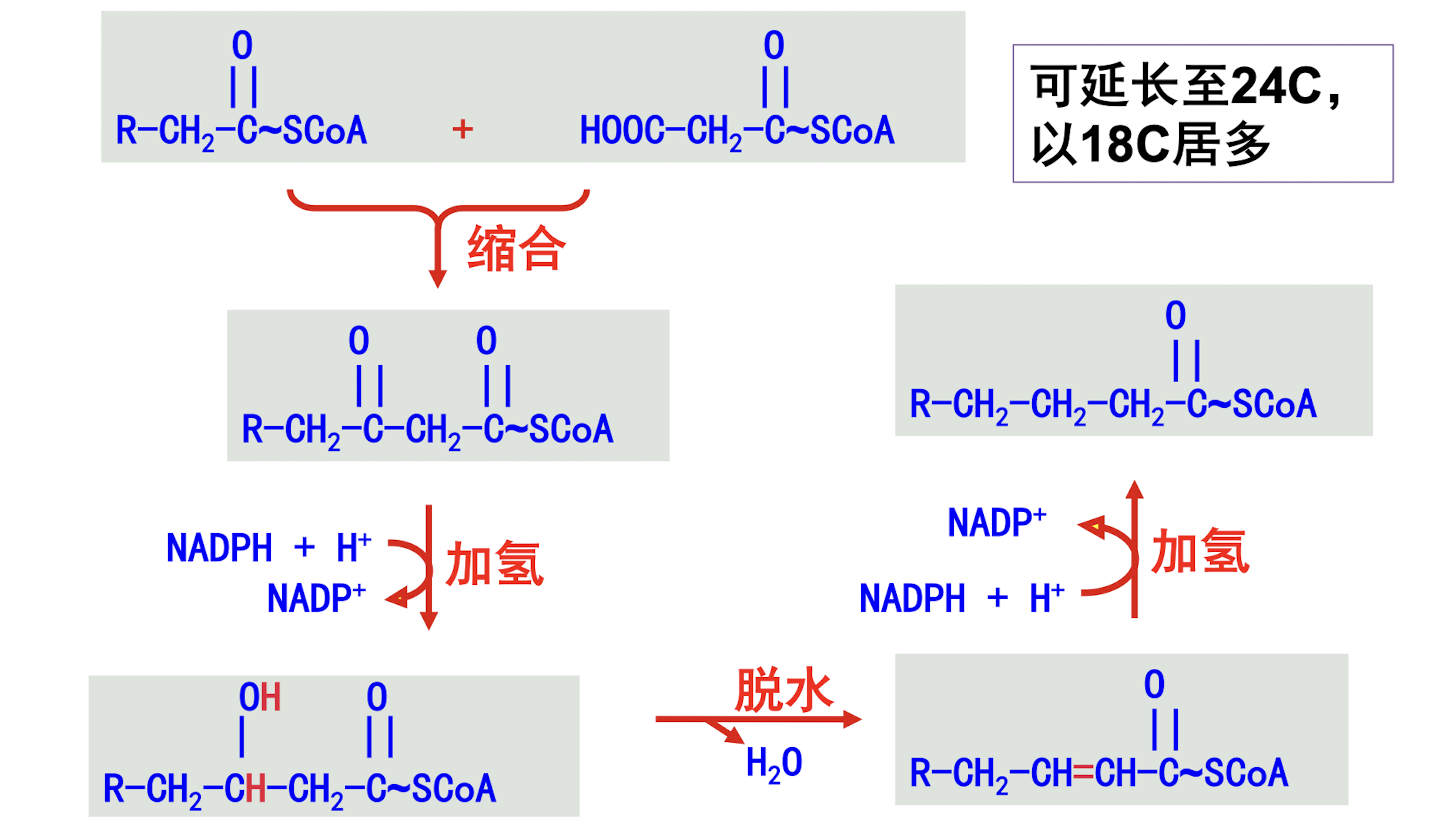 O
R-CH₂-C~SCoA + HOOC-CH₂-C~SCoA
O
可延长至24C，
以18C居多
缩合
O O
R-CH₂-C-CH₂-C~SCoA
NADPH + H⁺
NADP⁺
加氢
OH O
R-CH₂-CH-CH₂-C~SCoA
脱水
H₂O
O
R-CH₂-CH=CH-C~SCoA
NADP⁺
NADPH + H⁺
加氢
O
R-CH₂-CH₂-CH₂-C~SCoA